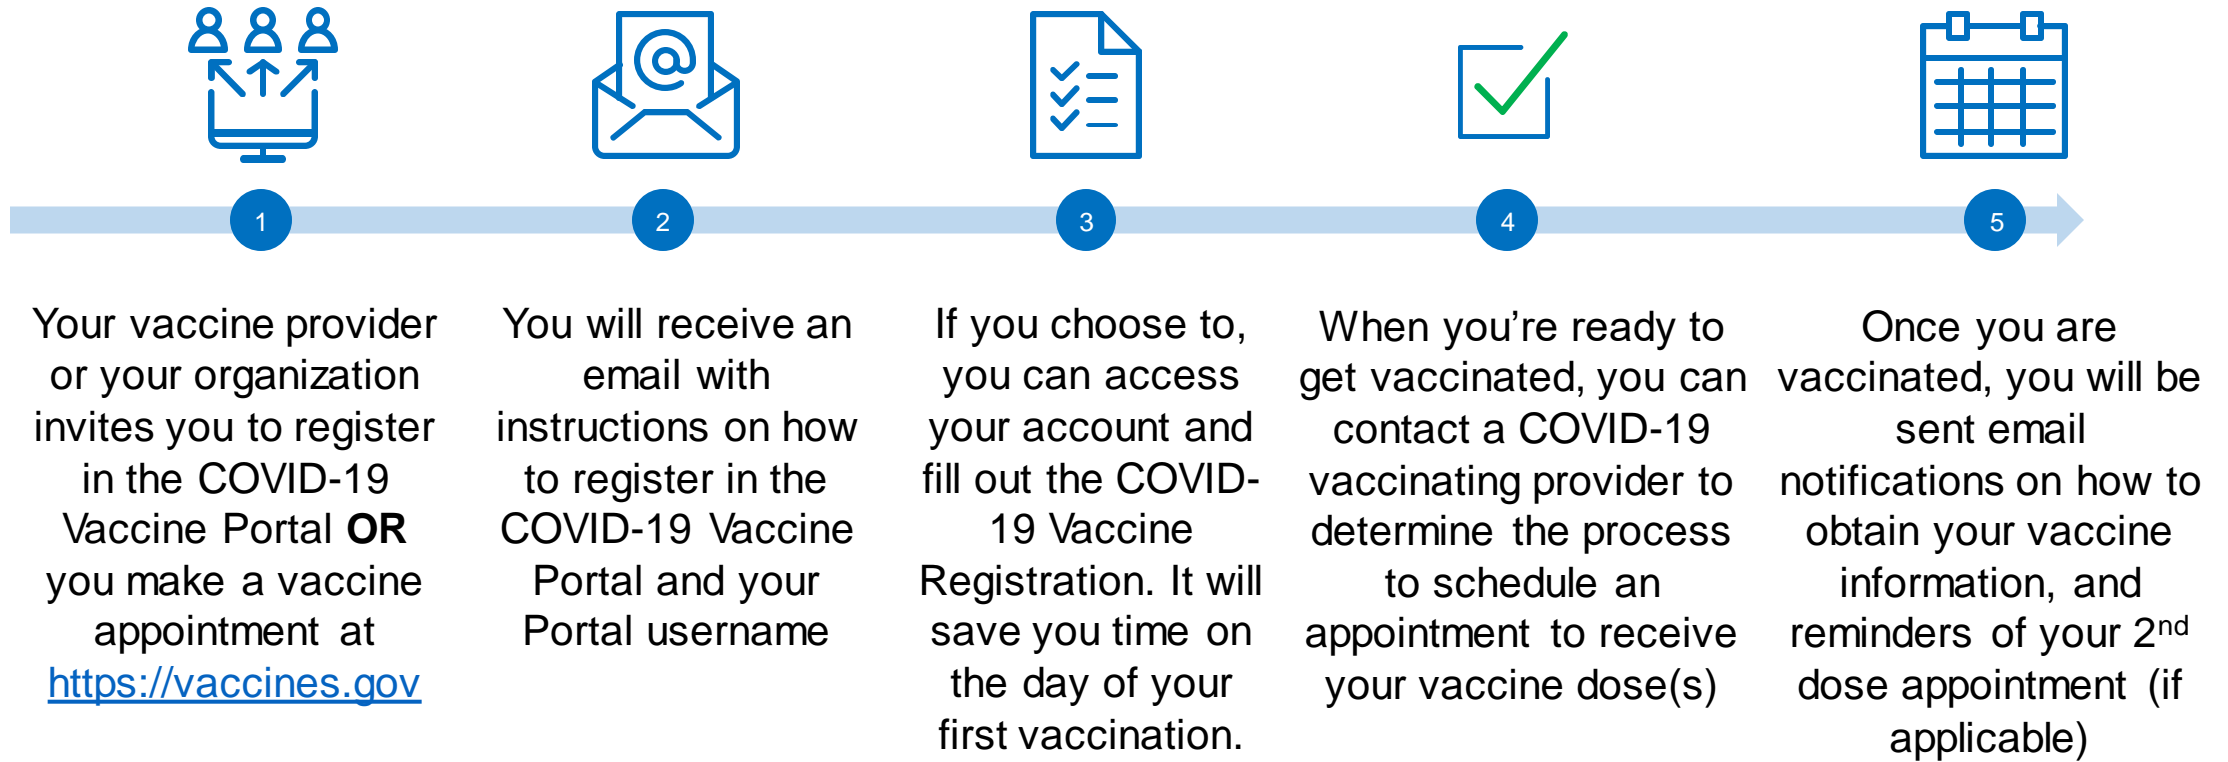 @
1
2
3
4
5
Your vaccine provider
or your organization
invites you to register
in the COVID-19
Vaccine Portal OR
you make a vaccine
appointment at
https://vaccines.gov
You will receive an
email with
instructions on how
to register in the
COVID-19 Vaccine
Portal and your
Portal username
If you choose to,
you can access
your account and
fill out the COVID-
19 Vaccine
Registration. It will
save you time on
the day of your
first vaccination.
When you’re ready to
get vaccinated, you can
contact a COVID-19
vaccinating provider to
determine the process
to schedule an
appointment to receive
your vaccine dose(s)
Once you are
vaccinated, you will be
sent email
notifications on how to
obtain your vaccine
information, and
reminders of your 2nd
dose appointment (if
applicable)